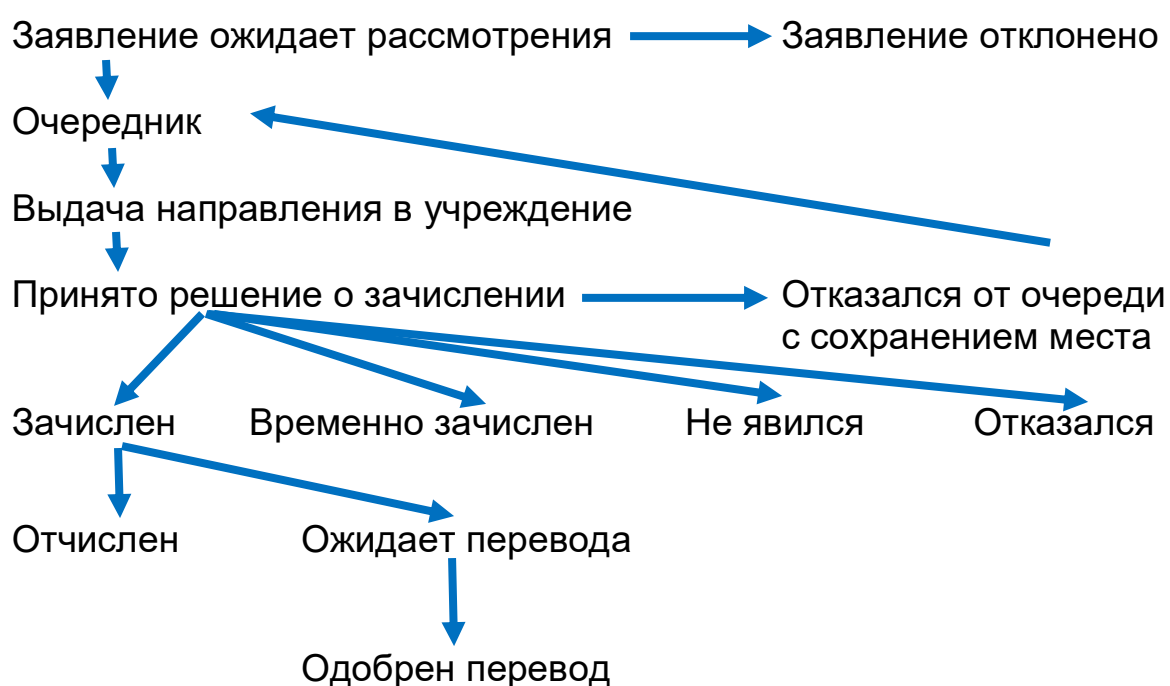 Заявление ожидает рассмотрения
Заявление отклонено
Очередник
Выдача направления в учреждение
Принято решение о зачислении
Отказался от очереди
с сохранением места
Зачислен
Временно зачислен
Не явился
Отказался
Отчислен
Ожидает перевода
Одобрен перевод